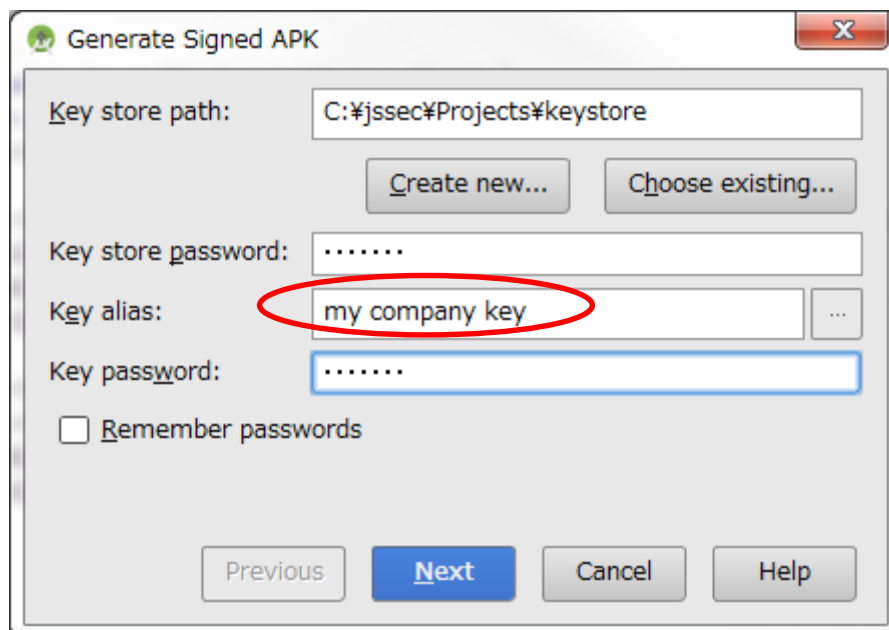 Generate Signed APK
Key store path: C:¥jssec¥Projects¥keystore
Create new... Choose existing...
Key store password: ·······
Key alias: my company key ...
Key password: ·······
Remember passwords
Previous Next Cancel Help